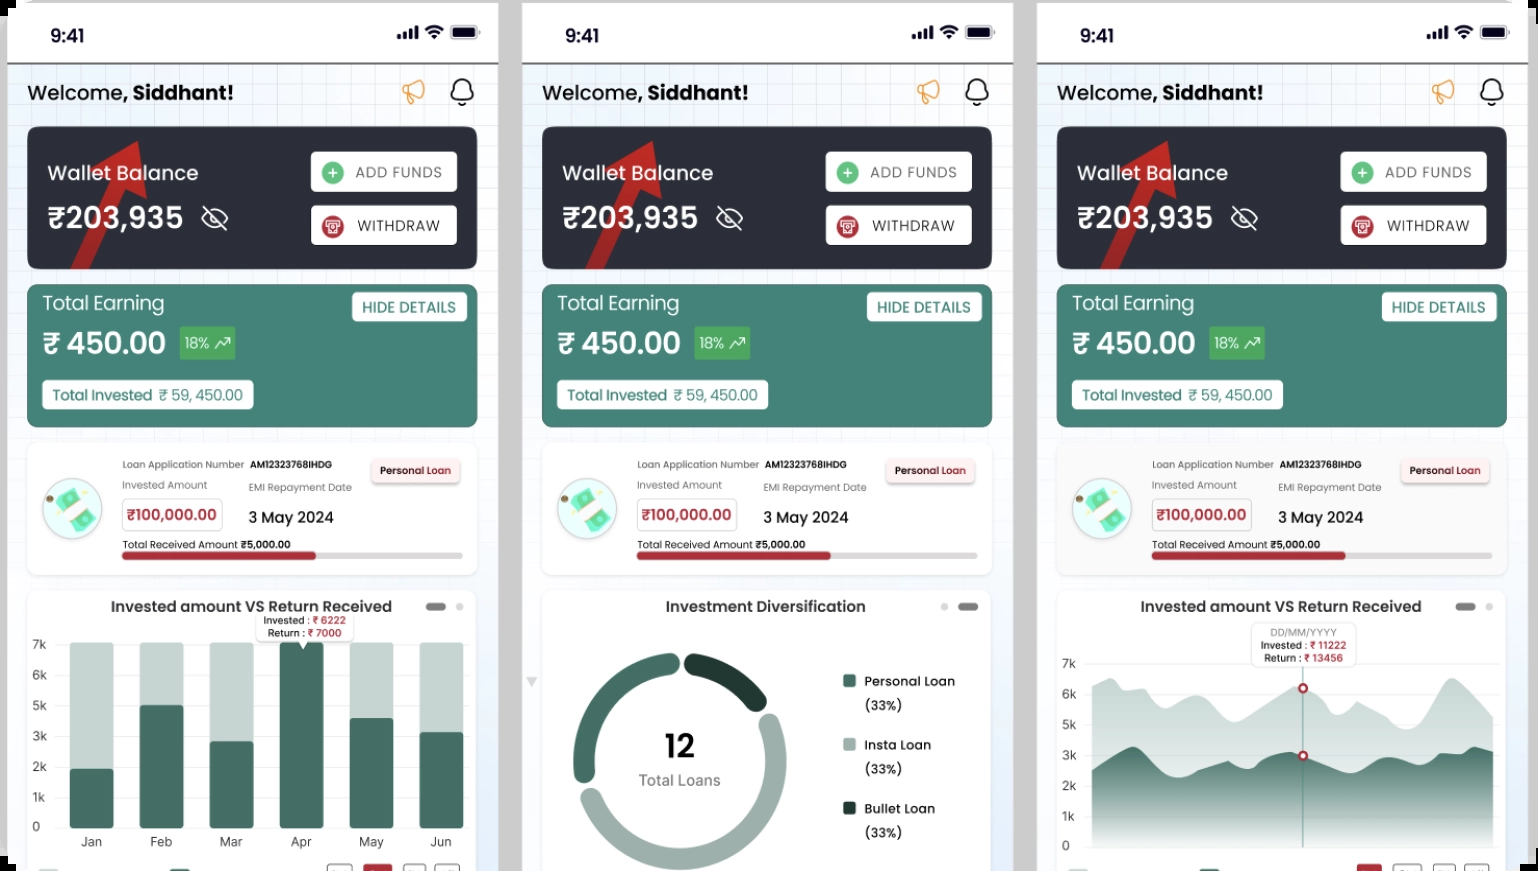 9:41
Welcome, Siddhant!
Wallet Balance
ADD FUNDS
₹203,935
WITHDRAW
Total Earning
HIDE DETAILS
₹ 450.00
18%
Total Invested ₹ 59, 450.00
Loan Application Number AM12323768IHDG
Personal Loan
Invested Amount
EMI Repayment Date
₹100,000.00
3 May 2024
Total Received Amount ₹5,000.00
Invested amount VS Return Received
Invested : ₹ 6222
Return : ₹ 7000
7k
6k
5k
3k
2k
1k
0
Jan Feb Mar Apr May Jun
9:41
Welcome, Siddhant!
Wallet Balance
ADD FUNDS
₹203,935
WITHDRAW
Total Earning
HIDE DETAILS
₹ 450.00
18%
Total Invested ₹ 59, 450.00
Loan Application Number AM12323768IHDG
Personal Loan
Invested Amount
EMI Repayment Date
₹100,000.00
3 May 2024
Total Received Amount ₹5,000.00
Investment Diversification
12
Total Loans
Personal Loan
(33%)
Insta Loan
(33%)
Bullet Loan
(33%)
9:41
Welcome, Siddhant!
Wallet Balance
ADD FUNDS
₹203,935
WITHDRAW
Total Earning
HIDE DETAILS
₹ 450.00
18%
Total Invested ₹ 59, 450.00
Loan Application Number AM12323768IHDG
Personal Loan
Invested Amount
EMI Repayment Date
₹100,000.00
3 May 2024
Total Received Amount ₹5,000.00
Invested amount VS Return Received
DD/MM/YYYY
Invested : ₹ 11222
Return : ₹ 13456
7k
6k
5k
3k
2k
1k
0